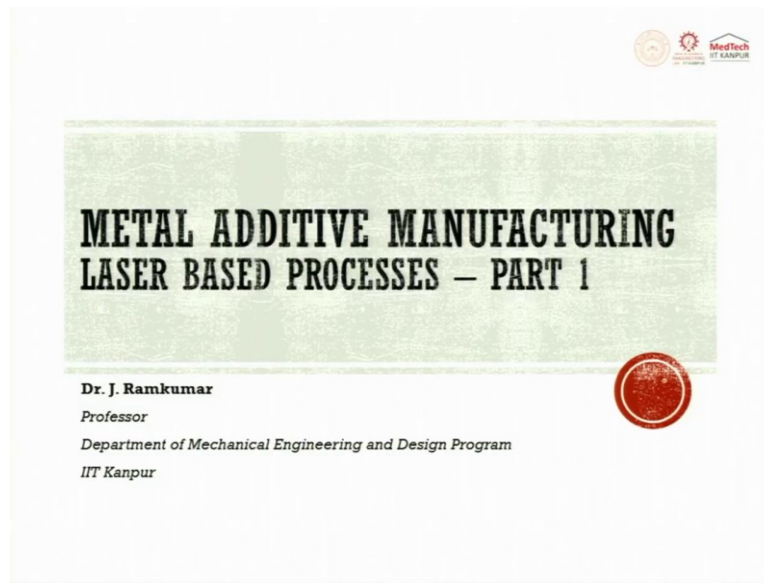 MedTech
IIT KANPUR
METAL ADDITIVE MANUFACTURING
LASER BASED PROCESSES – PART 1
Dr. J. Ramkumar
Professor
Department of Mechanical Engineering and Design Program
IIT Kanpur